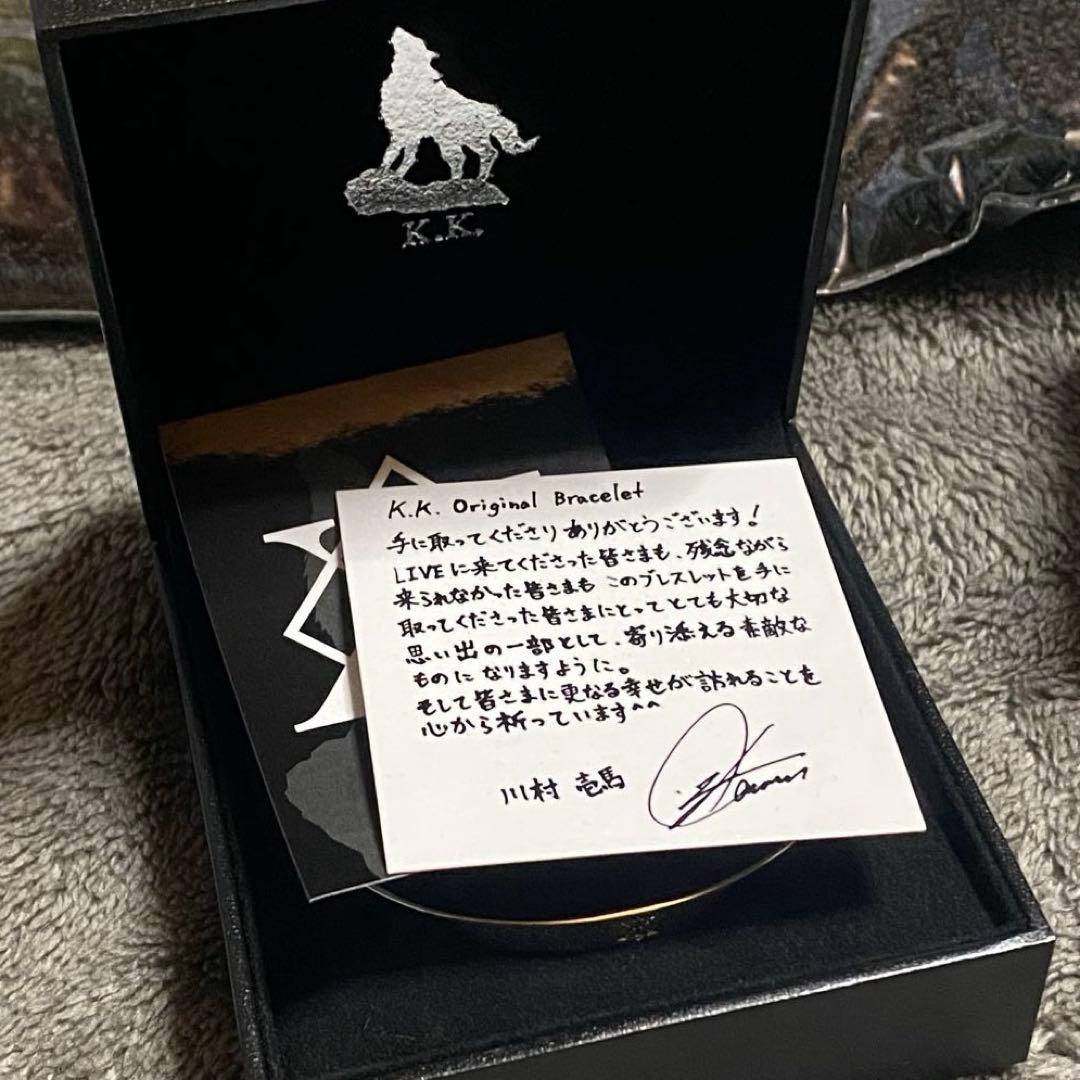 K.K.
K.K. Original Bracelet
手に取ってくださりありがとうございます!
LIVEに来てくださった皆さまも、残念ながら
来られなかった皆さまも このブレスレットを手に
取ってくださった皆さまにとってとても大切な
思い出の一部として、寄り添える素敵な
ものに なりますように。
そして皆さまに更なる幸せが訪れることを
心から祈っています^^
川村 壱馬